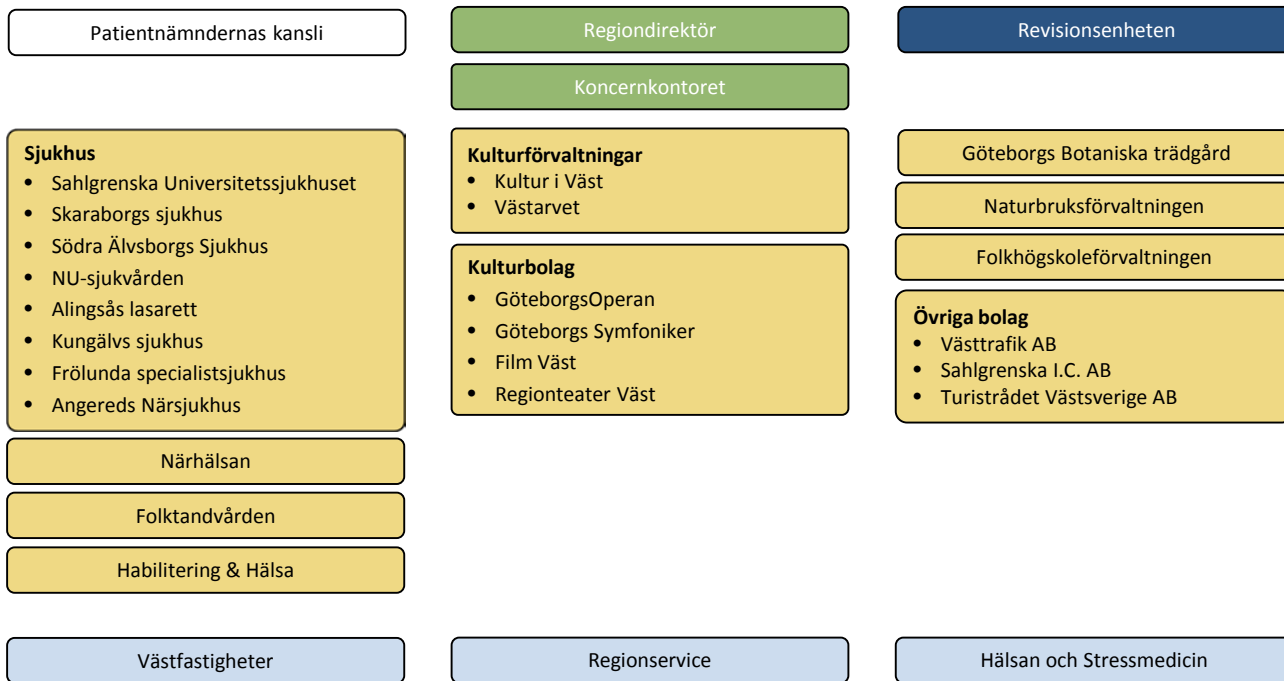 Patientnämndernas kansli
Regiondirektör
Revisionsenheten
Koncernkontoret
Sjukhus
• Sahlgrenska Universitetssjukhuset
• Skaraborgs sjukhus
• Södra Älvsborgs Sjukhus
• NU-sjukvården
• Alingsås lasarett
• Kungälvs sjukhus
• Frölunda specialistsjukhus
• Angereds Närsjukhus
Närhälsan
Folktandvården
Habilitering & Hälsa
Kulturförvaltningar
• Kultur i Väst
• Västarvet
Kulturbolag
• GöteborgsOperan
• Göteborgs Symfoniker
• Film Väst
• Regionteater Väst
Göteborgs Botaniska trädgård
Naturbruksförvaltningen
Folkhögskoleförvaltningen
Övriga bolag
• Västtrafik AB
• Sahlgrenska I.C. AB
• Turistrådet Västsverige AB
Västfastigheter
Regionservice
Hälsan och Stressmedicin